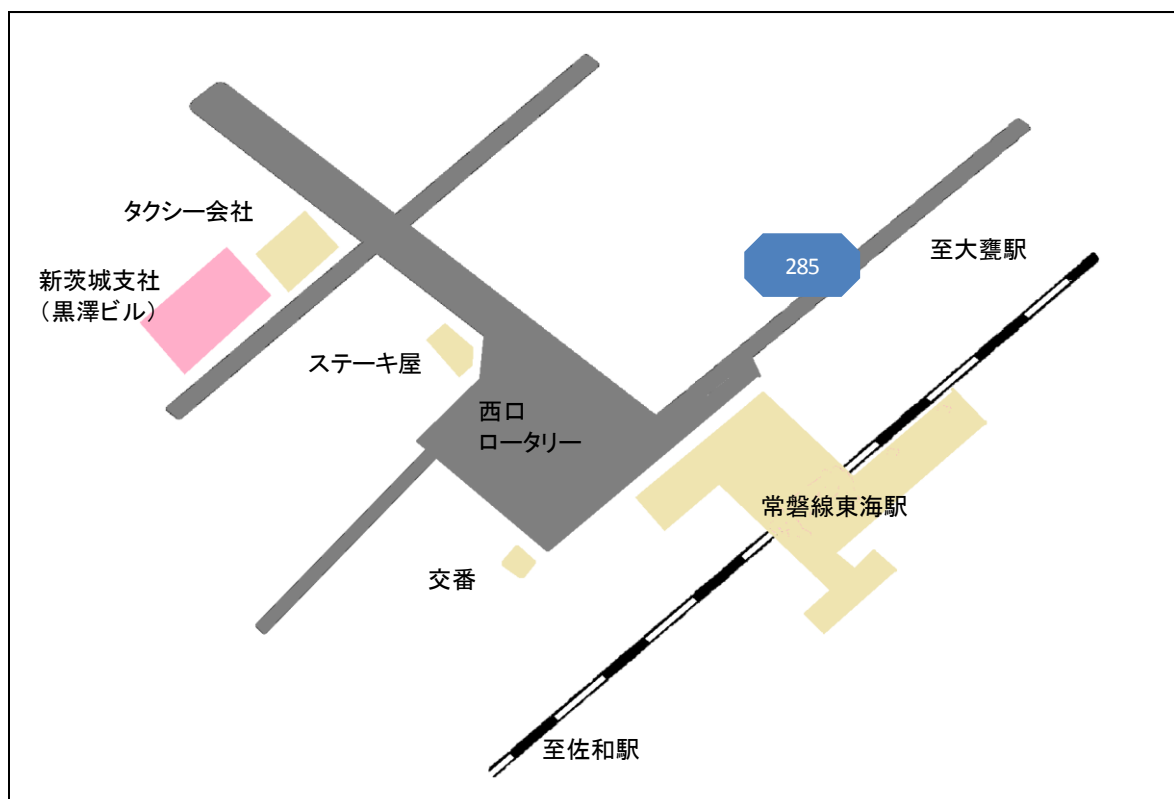 タクシー会社
新茨城支社
（黒澤ビル）
ステーキ屋
西口
ロータリー
285
至大甕駅
常磐線東海駅
交番
至佐和駅